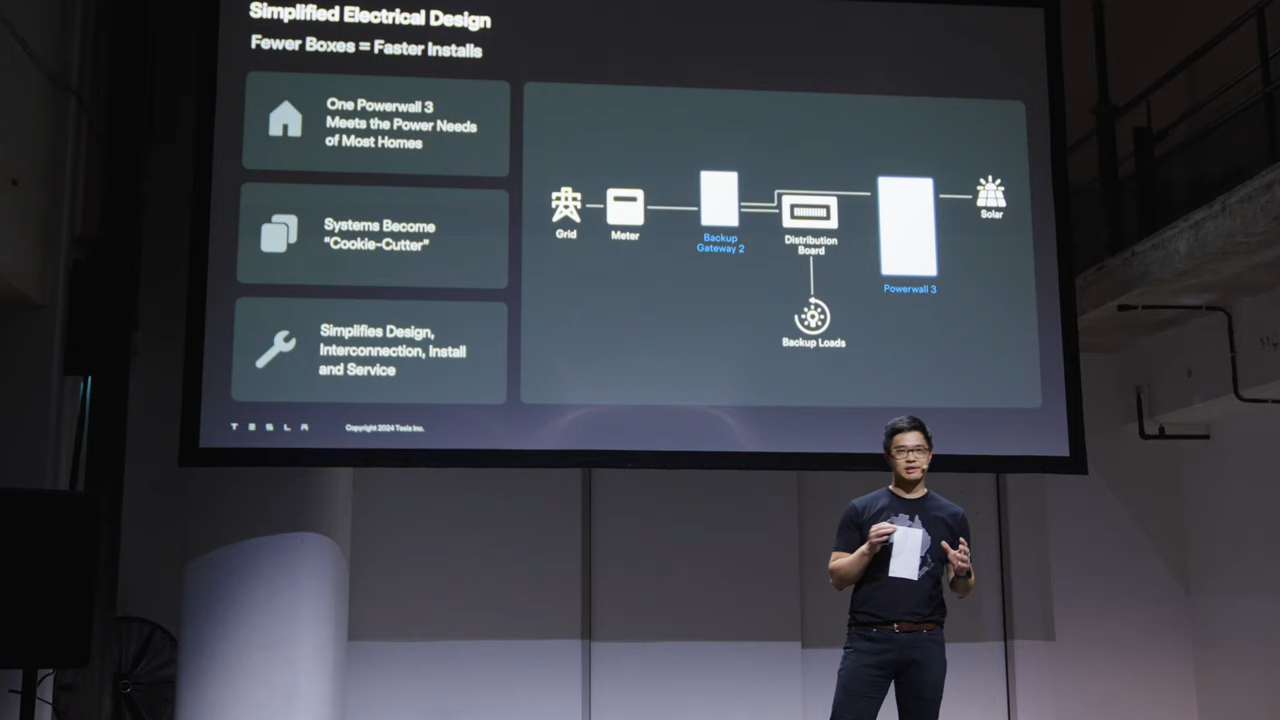 Simplified Electrical Design
Fewer Boxes = Faster Installs
One Powerwall 3
Meets the Power Needs
of Most Homes
Systems Become
"Cookie-Cutter"
Simplifies Design,
Interconnection, Install
and Service
Grid
Meter
Backup
Gateway 2
Distribution
Board
Backup Loads
Powerwall 3
Solar
TESLA
Copyright 2024 Tesla Inc.